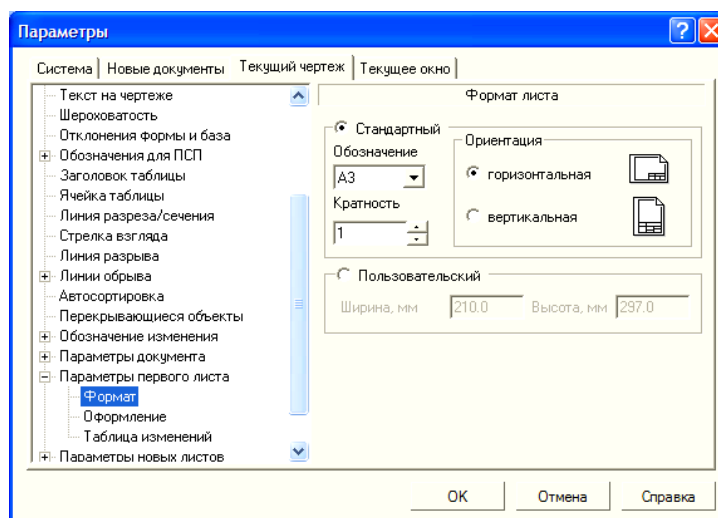 Параметры
Система Новые документы Текущий чертеж Текущее окно
Текст на чертеже
Шероховатость
Отклонения формы и база
Обозначения для ПСП
Заголовок таблицы
Ячейка таблицы
Линия разреза/сечения
Стрелка взгляда
Линия разрыва
Линии обрыва
Автосортировка
Перекрывающиеся объекты
Обозначение изменения
Параметры документа
Параметры первого листа
Формат
Оформление
Таблица изменений
Параметры новых листов
Формат листа
Стандартный
Обозначение
А3
Кратность
1
Ориентация
горизонтальная
вертикальная
Пользовательский
Ширина, мм 210.0 Высота, мм 297.0
OK Отмена Справка